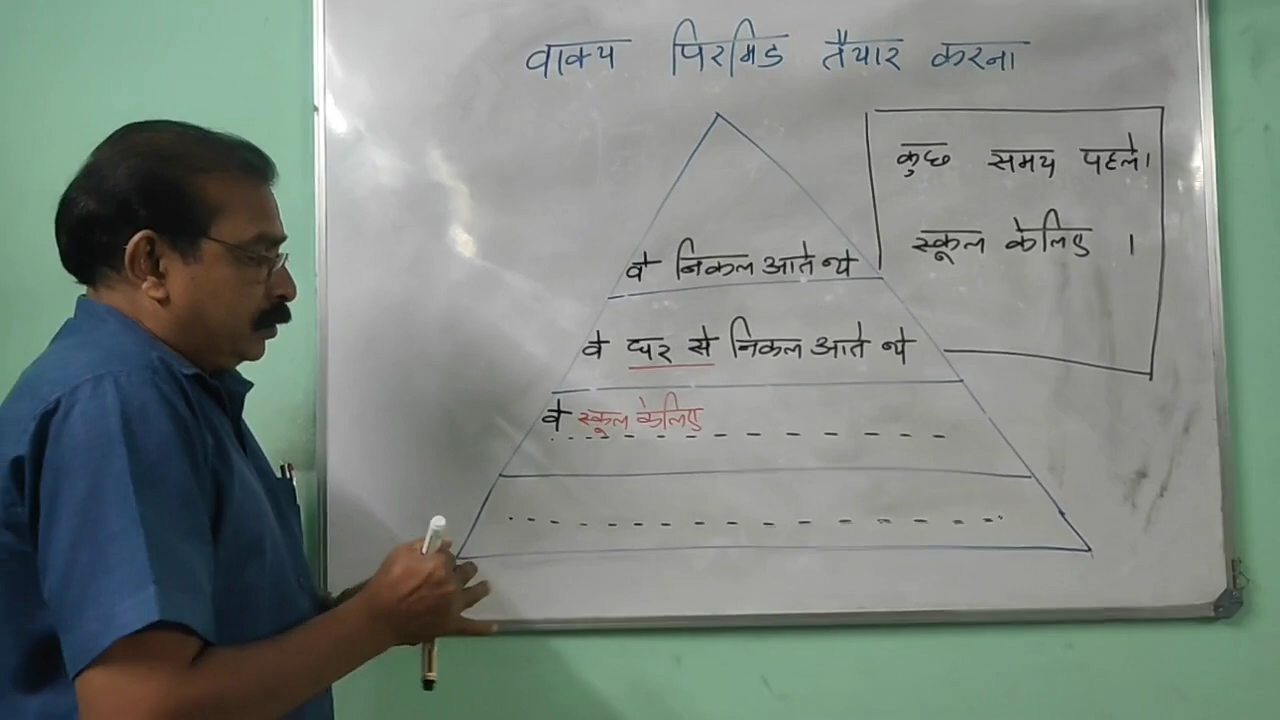 वाक्य पिरमिड तैयार करना
कुछ समय पहले।
स्कूल केलिए ।
वे निकल आते थे
वे घर से निकल आते थे
वे स्कूल केलिए